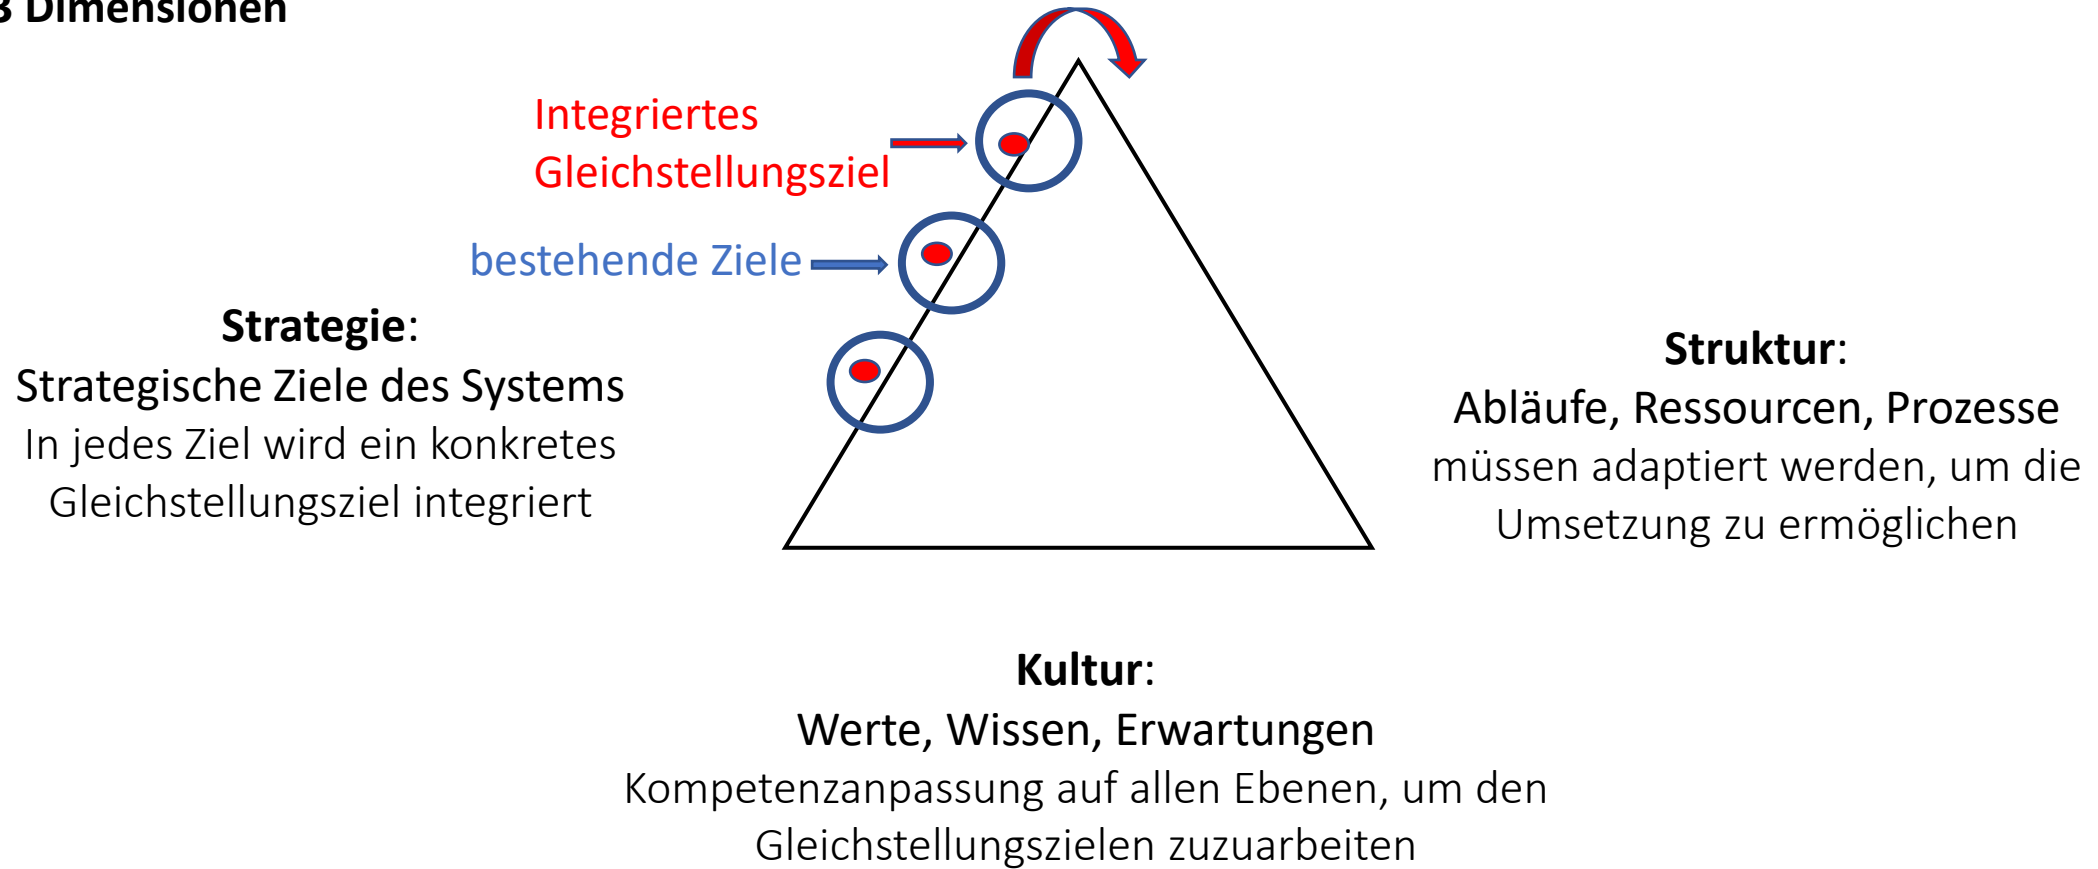 3 Dimensionen
Integriertes
Gleichstellungsziel
bestehende Ziele
Strategie:
Strategische Ziele des Systems
In jedes Ziel wird ein konkretes
Gleichstellungsziel integriert
Struktur:
Abläufe, Ressourcen, Prozesse
müssen adaptiert werden, um die
Umsetzung zu ermöglichen
Kultur:
Werte, Wissen, Erwartungen
Kompetenzanpassung auf allen Ebenen, um den
Gleichstellungszielen zuzuarbeiten